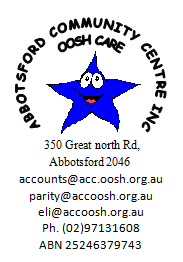 ABBOTSFORD COMMUNITY CENTRE INC
OOSH CARE
350 Great north Rd,
Abbotsford 2046
accounts@acc.oosh.org.au
parity@accoosh.org.au
eli@accoosh.org.au
Ph. (02)97131608
ABN 25246379743